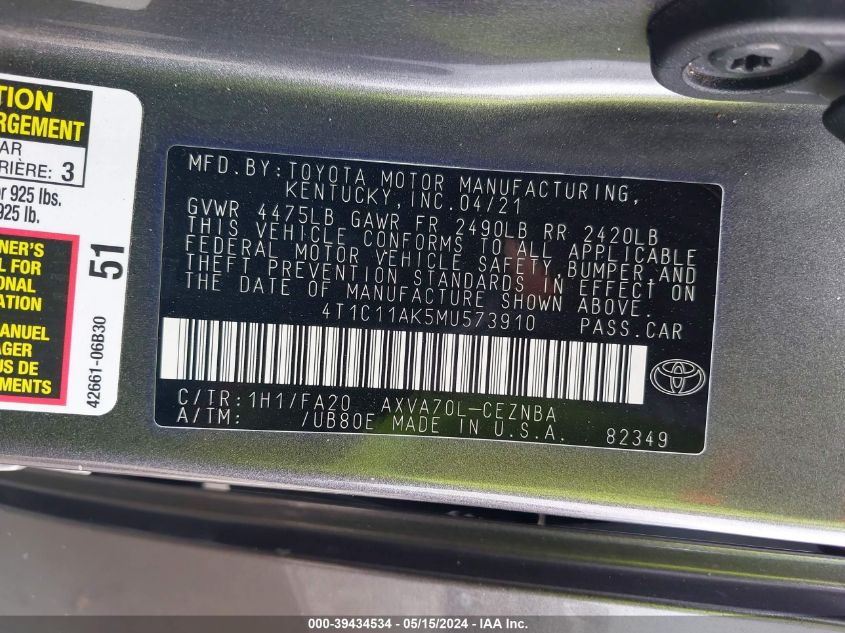 TION
RGEMENT
AR
RIÈRE: 3
or 925 lbs.
925 lb.
NER'S
L FOR
ONAL
ATION
MANUEL
AGER
US DE
EMENTS
51
42661-06B30
MFD.BY:TOYOTA MOTOR MANUFACTURING,
KENTUCKY,INC.04/21
GVWR 4475LB GAWR FR 2490LB RR 2420LB
THIS VEHICLE CONFORMS TO ALL APPLICABLE
FEDERAL MOTOR VEHICLE SAFETY,BUMPER,AND
THEFT PREVENTION STANDARDS IN EFFECT ON
THE DATE OF MANUFACTURE SHOWN ABOVE.
4T1C11AK5MU573910 PASS.CAR
C/TR:1H1/FA20 AXVA70L-CEZNBA
A/TM: /UB80E MADE IN U.S.A. 82349
000-39434534 - 05/15/2024 - IAA Inc.